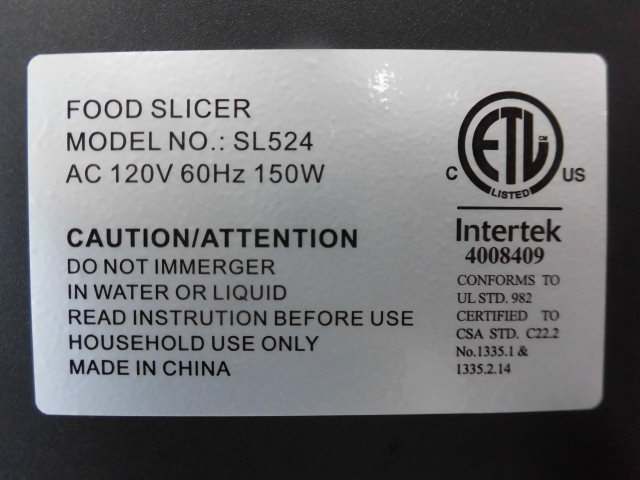 FOOD SLICER
MODEL NO.: SL524
AC 120V 60Hz 150W
CAUTION/ATTENTION
DO NOT IMMERGER
IN WATER OR LIQUID
READ INSTRUTION BEFORE USE
HOUSEHOLD USE ONLY
MADE IN CHINA
ETL CM
C US
LISTED
Intertek
4008409
CONFORMS TO
UL STD. 982
CERTIFIED TO
CSA STD. C22.2
No.1335.1 &
1335.2.14